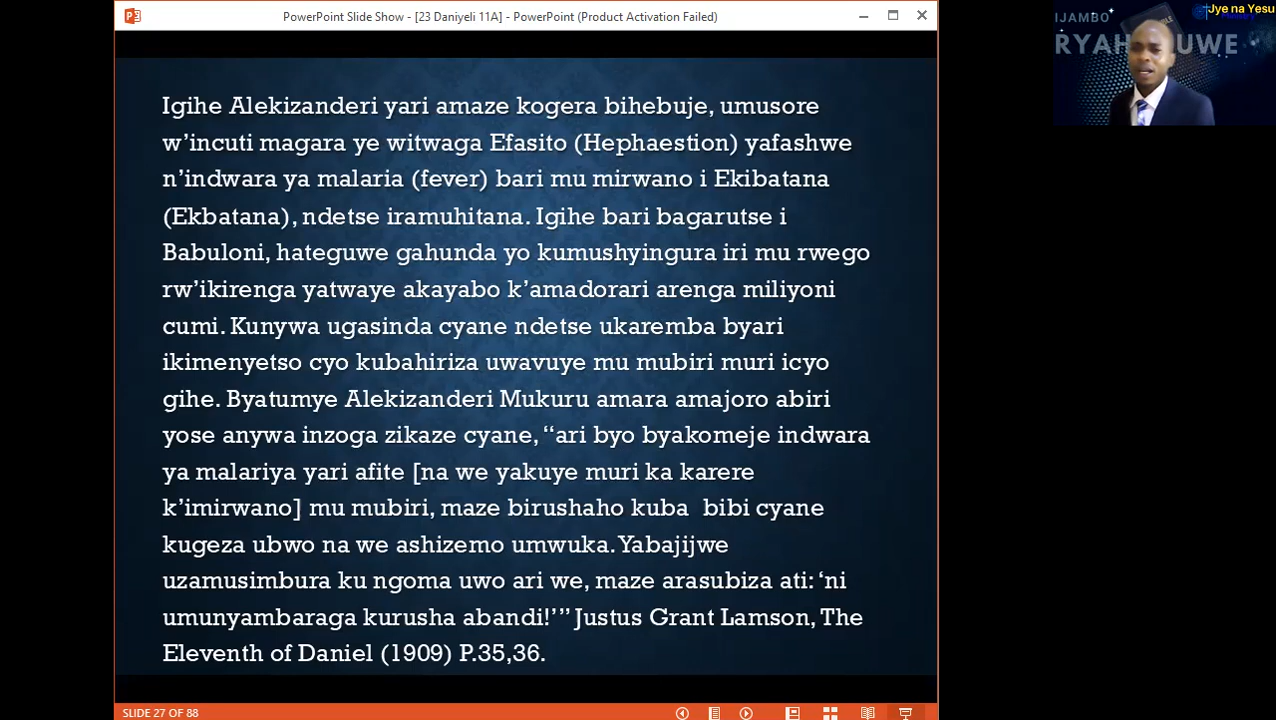 PowerPoint Slide Show - [23 Daniyeli 11A] - PowerPoint (Product Activation Failed)
Igihe Alekizanderi yari amaze kogera bihebuje, umusore
w’incuti magara ye witwaga Efasito (Hephaestion) yafashwe
n’indwara ya malaria (fever) bari mu mirwano i Ekibatana
(Ekbatana), ndetse iramuhitana. Igihe bari bagarutse i
Babuloni, hateguwe gahunda yo kumushyingura iri mu rwego
rw’ikirenga yatwaye akayabo k’amadorari arenga miliyoni
cumi. Kunywa ugasinda cyane ndetse ukaremba byari
ikimenyetso cyo kubahiriza uwavuye mu mubiri muri icyo
gihe. Byatumye Alekizanderi Mukuru amara amajoro abiri
yose anywa inzoga zikaze cyane, “ari byo byakomeje indwara
ya malariya yari afite [na we yakuye muri ka karere
k’imirwano] mu mubiri, maze birushaho kuba bibi cyane
kugeza ubwo na we ashizemo umwuka. Yabajijwe
uzamusimbura ku ngoma uwo ari we, maze arasubiza ati: ‘ni
umunyambaraga kurusha abandi!’” Justus Grant Lamson, The
Eleventh of Daniel (1909) P.35,36.
SLIDE 27 OF 88
Jye na Yesu
Ministry
IJAMBO